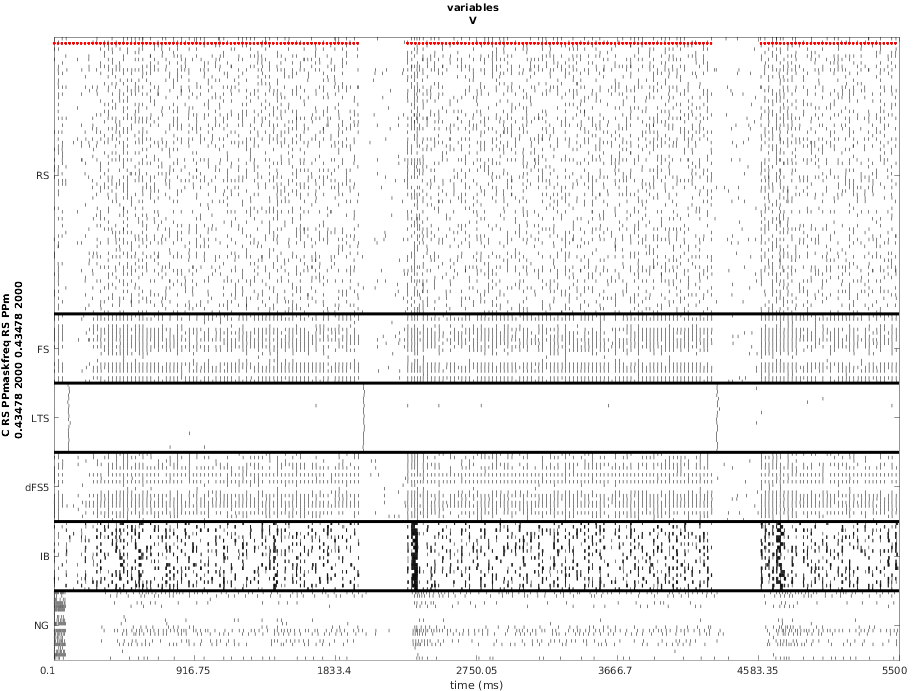 variables
V
C RS PPmaskfreq RS PPm
0.43478 2000 0.43478 2000
RS
FS
LTS
dFS5
IB
NG
0.1 916.75 1833.4 2750.05 3666.7 4583.35 5500
time (ms)